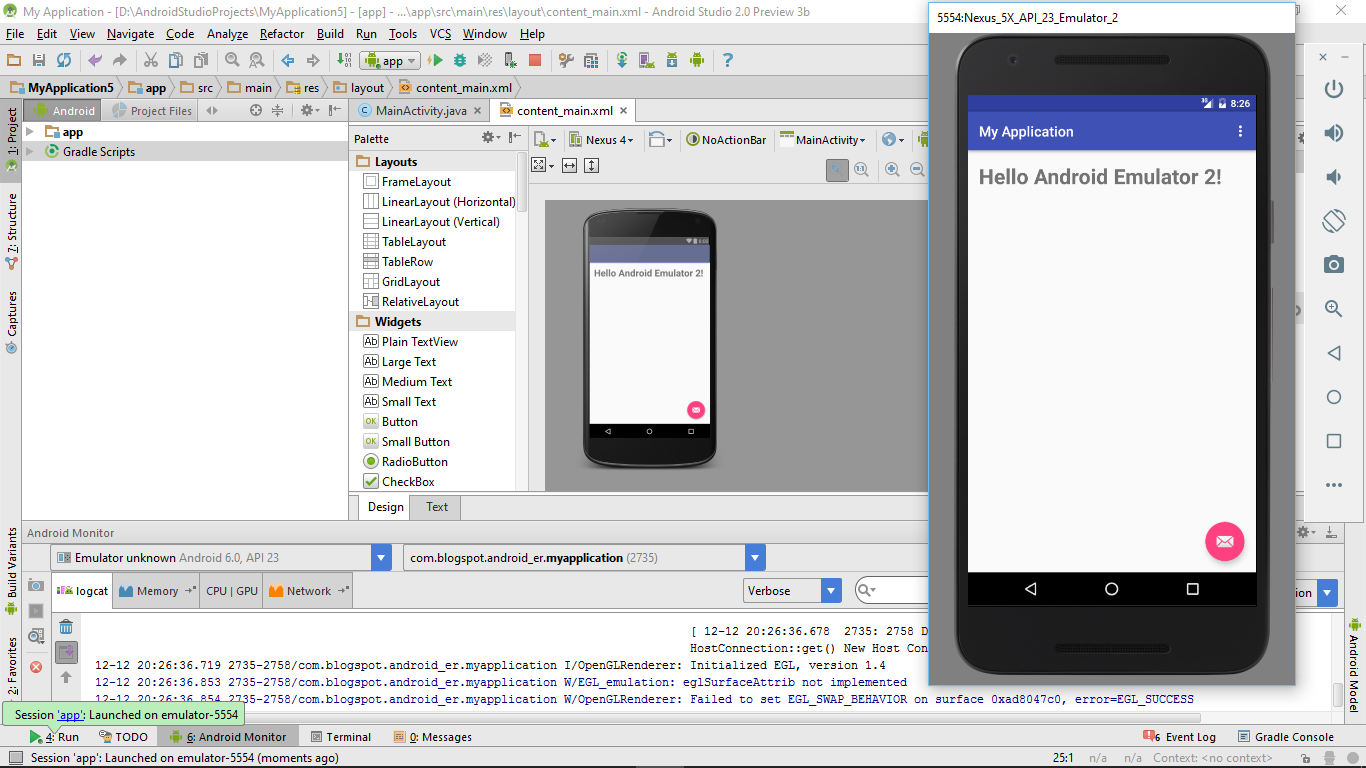 My Application - [D:\AndroidStudioProjects\MyApplication5] - [app] - ...\app\src\main\res\layout\content_main.xml - Android Studio 2.0 Preview 3b
File Edit View Navigate Code Analyze Refactor Build Run Tools VCS Window Help
app
MyApplication5 app src main res layout content_main.xml
Android Project Files
MainActivity.java content_main.xml
1: Project
7: Structure
Captures
Build Variants
2: Favorites
app
Gradle Scripts
Palette
Layouts
FrameLayout
LinearLayout (Horizontal)
LinearLayout (Vertical)
TableLayout
TableRow
GridLayout
RelativeLayout
Widgets
Plain TextView
Large Text
Medium Text
Small Text
Button
Small Button
RadioButton
CheckBox
Nexus 4 NoActionBar MainActivity
Hello Android Emulator 2!
Design Text
5554:Nexus_5X_API_23_Emulator_2
8:26
My Application
Hello Android Emulator 2!
Android Monitor
Emulator unknown Android 6.0, API 23
com.blogspot.android_er.myapplication (2735)
logcat Memory CPU | GPU Network
Verbose
ion
[ 12-12 20:26:36.678 2735: 2758 D
HostConnection::get() New Host Con
12-12 20:26:36.719 2735-2758/com.blogspot.android_er.myapplication I/OpenGLRenderer: Initialized EGL, version 1.4
12-12 20:26:36.853 2735-2758/com.blogspot.android_er.myapplication W/EGL_emulation: eglSurfaceAttrib not implemented
12-12 20:26:36.854 2735-2758/com.blogspot.android_er.myapplication W/OpenGLRenderer: Failed to set EGL_SWAP_BEHAVIOR on surface 0xad8047c0, error=EGL_SUCCESS
Android Model
Session 'app': Launched on emulator-5554
4: Run TODO 6: Android Monitor Terminal 0: Messages 6 Event Log Gradle Console
Session 'app': Launched on emulator-5554 (moments ago) 25:1 n/a n/a Context: <no context>